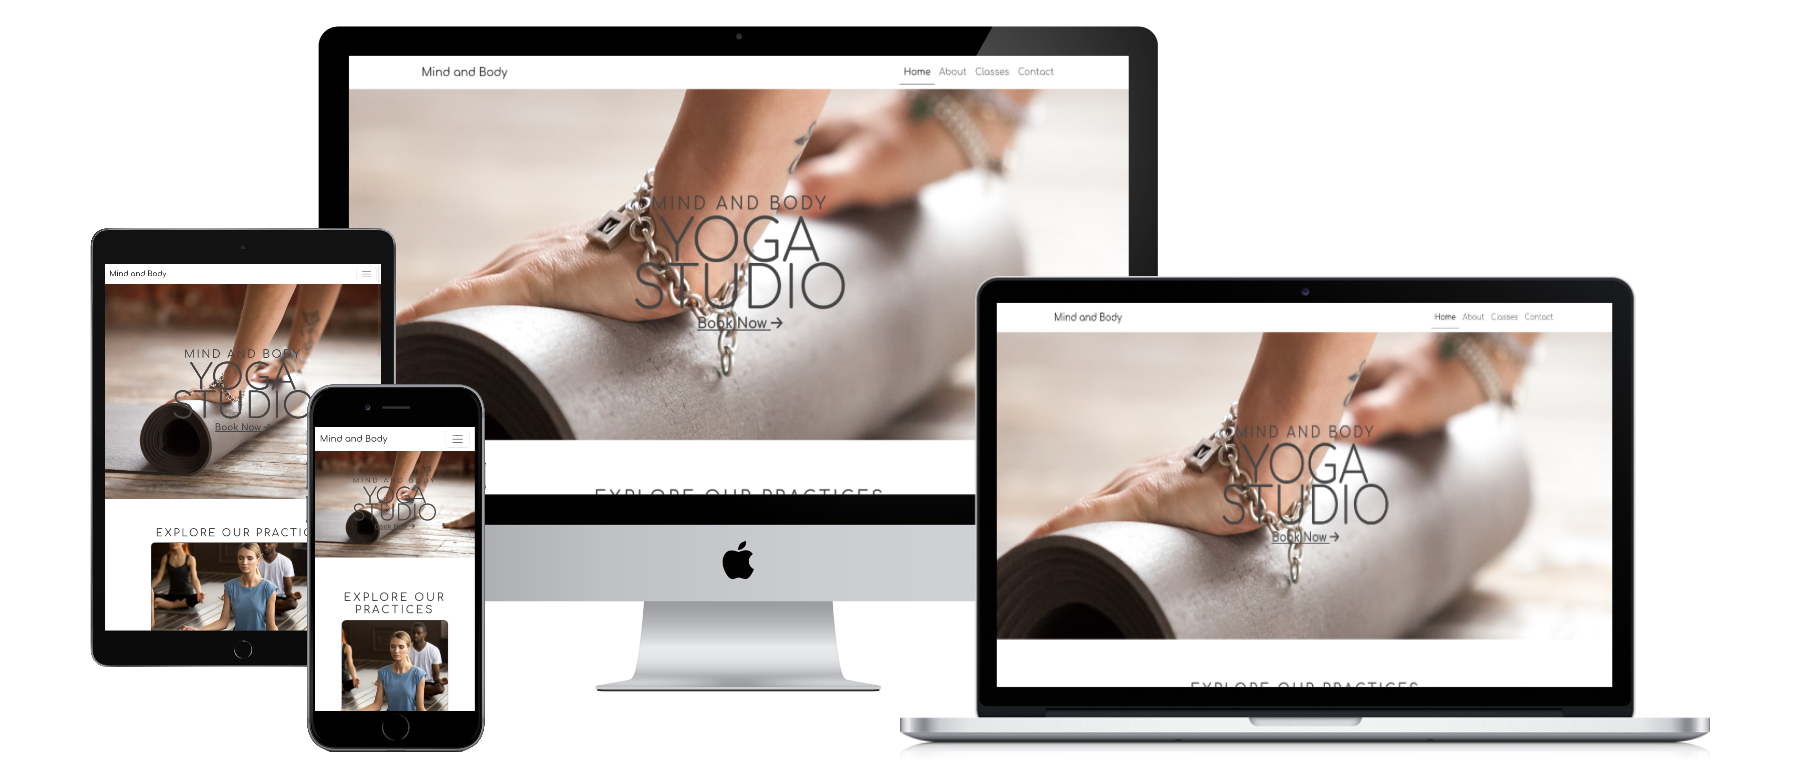 Mind and Body
Home About Classes Contact
MIND AND BODY
YOGA
STUDIO
Book Now →
EXPLORE OUR PRACTICES
Mind and Body
MIND AND BODY
YOGA
STUDIO
Book Now
EXPLORE OUR PRACTIC
Mind and Body
MIND AND BODY
YOGA
STUDIO
Book Now →
EXPLORE OUR
PRACTICES
Mind and Body
Home About Classes Contact
MIND AND BODY
YOGA
STUDIO
Book Now →
EXPLORE OUR PRACTICES